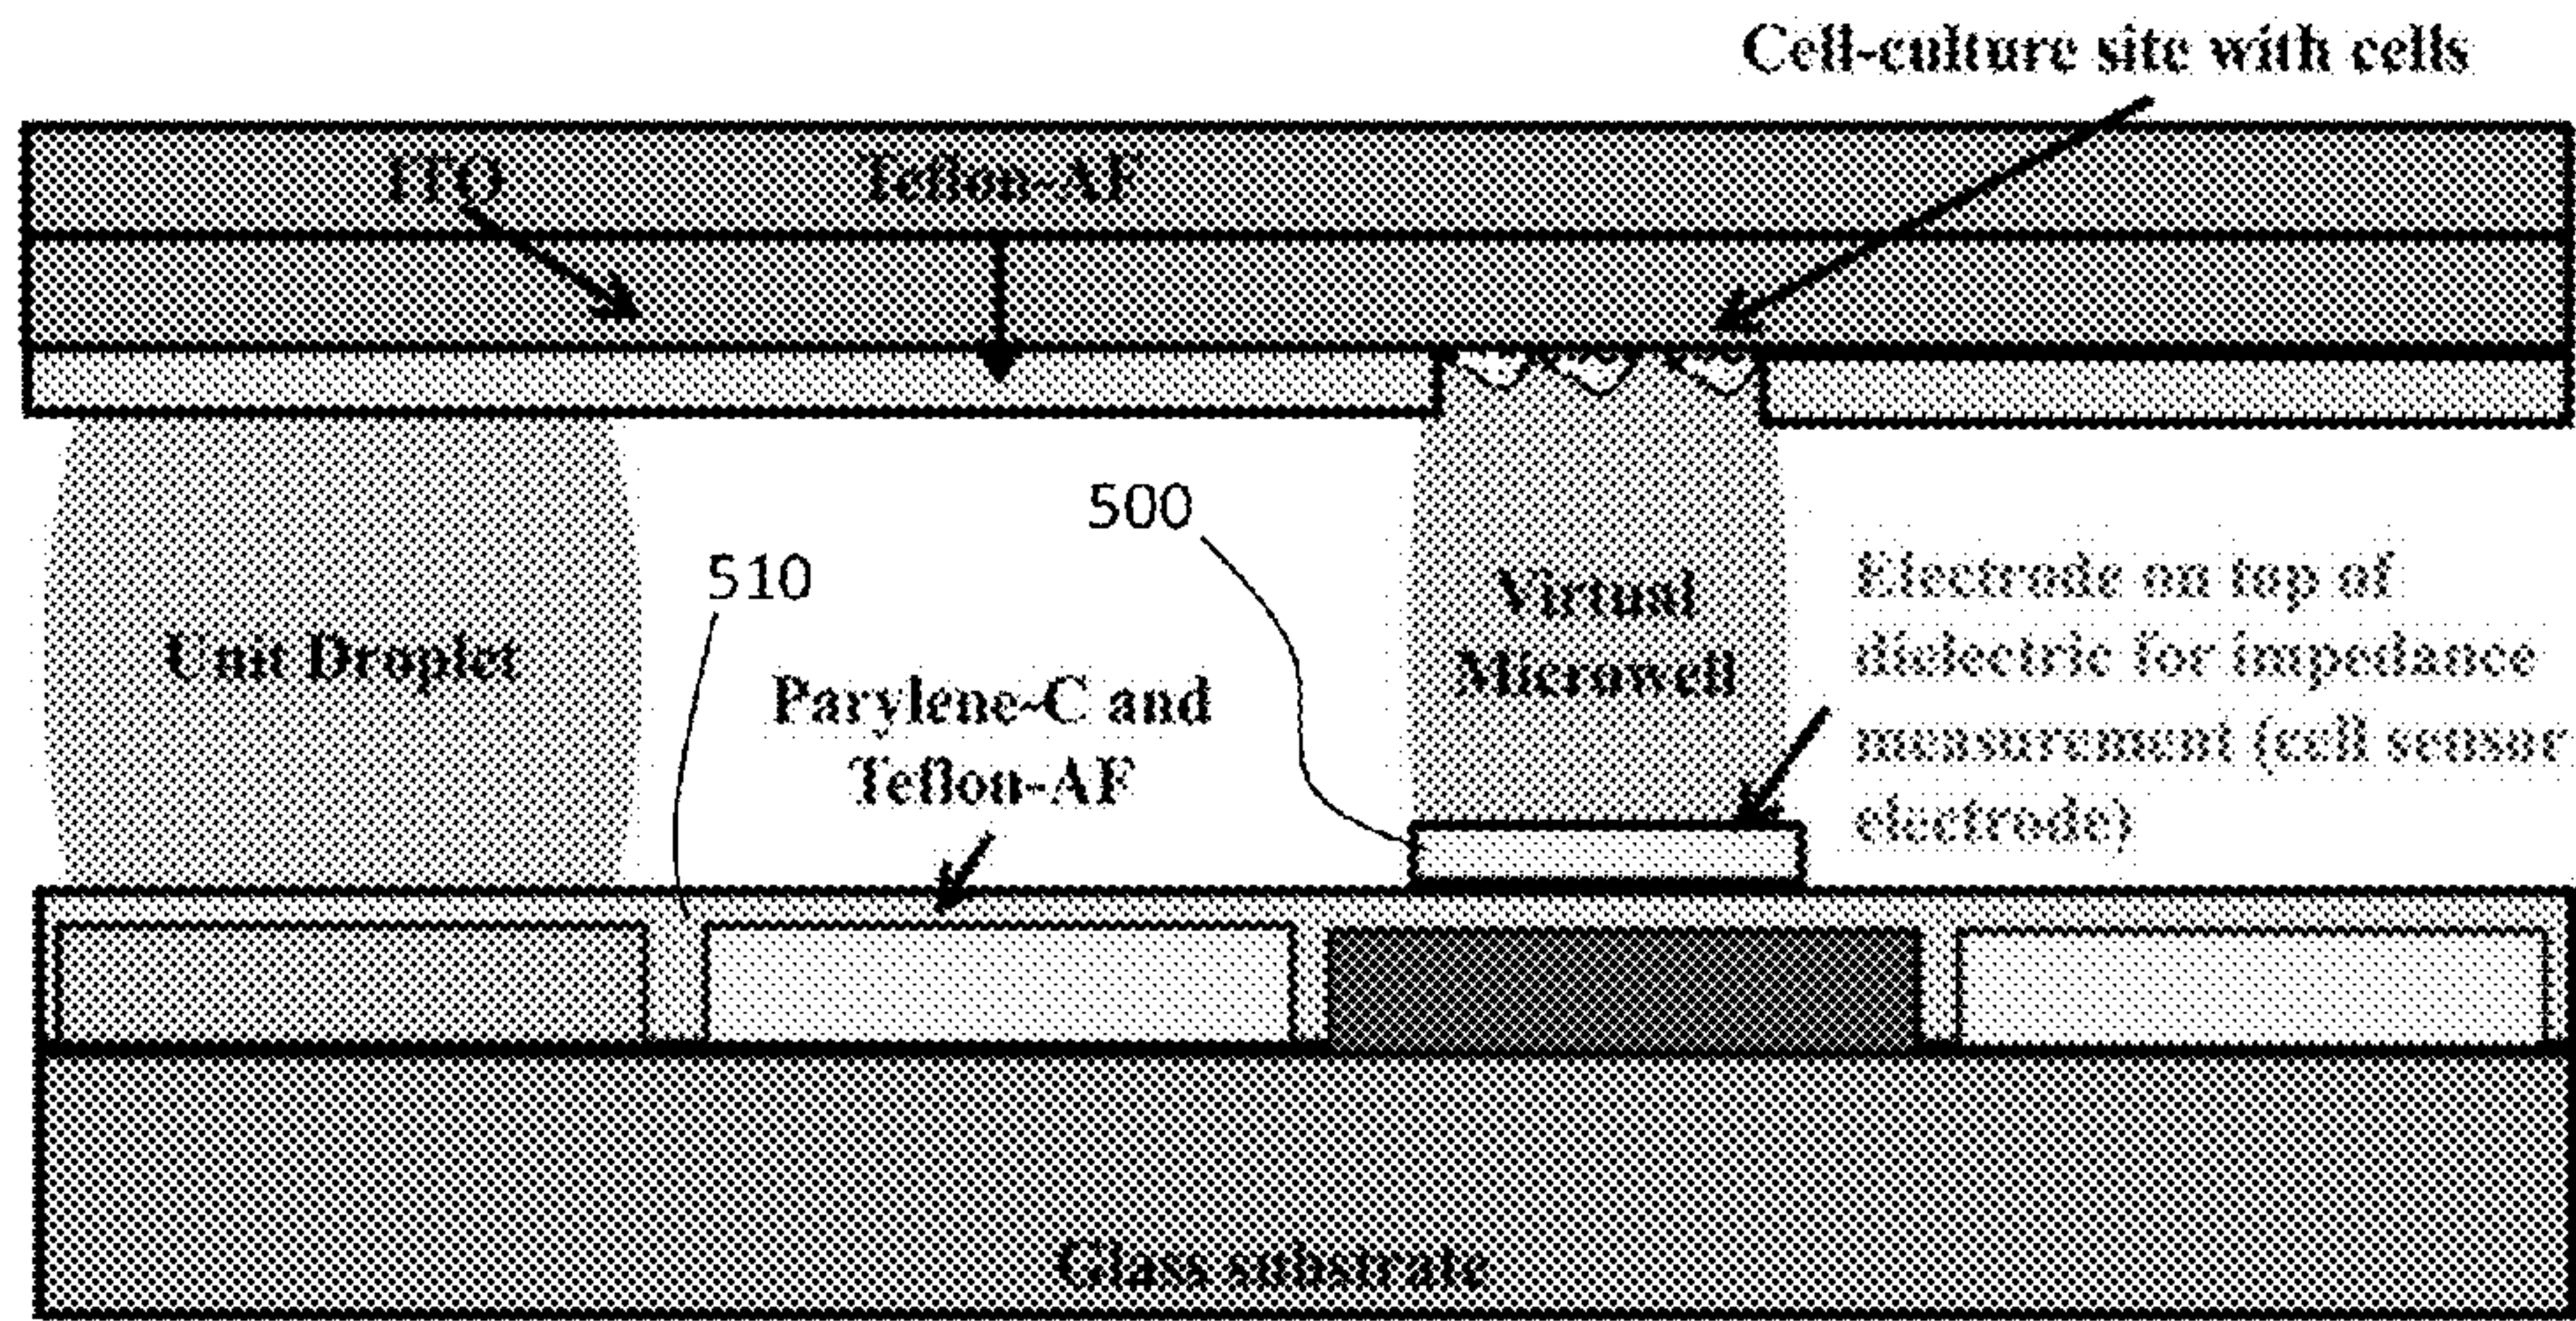 Cell-culture site with cells
ITO
Teflon-AF
500
510
Unit Droplet
Parylene-C and
Teflon-AF
Virtual
Microwell
Electrode on top of
dielectric for impedance
measurement (cell sensor
electrode)
Glass substrate